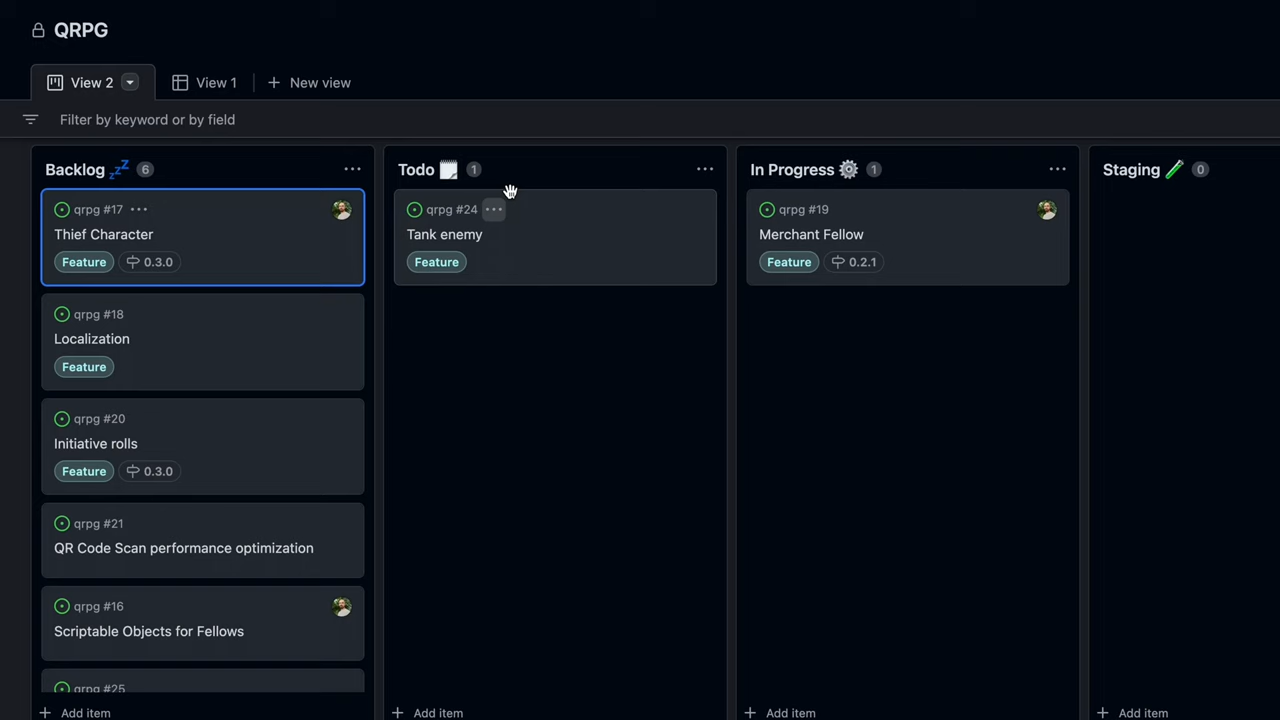 QRPG
View 2
View 1
New view
Filter by keyword or by field
Backlog 💤 6
qrpg #17
Thief Character
Feature 0.3.0
qrpg #18
Localization
Feature
qrpg #20
Initiative rolls
Feature 0.3.0
qrpg #21
QR Code Scan performance optimization
qrpg #16
Scriptable Objects for Fellows
qrpg #25
Add item
Todo 🗒️ 1
qrpg #24
Tank enemy
Feature
Add item
In Progress ⚙️ 1
qrpg #19
Merchant Fellow
Feature 0.2.1
Add item
Staging 🧪 0
Add item